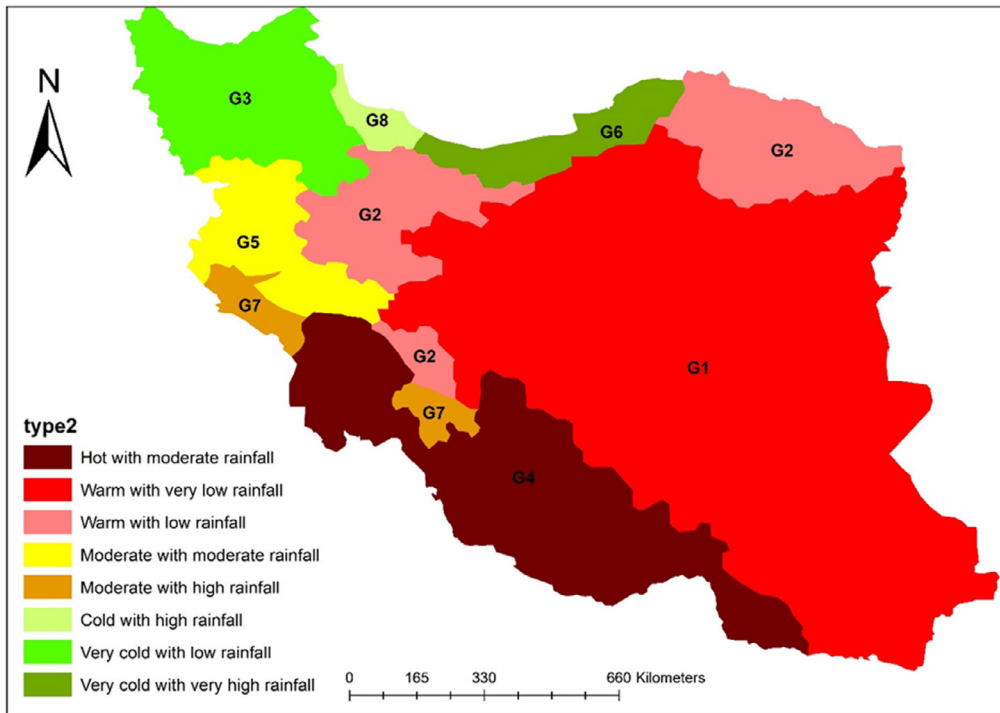 N
G3
G8
G6
G2
G2
G5
G7
G2
G1
G7
G4
type2
Hot with moderate rainfall
Warm with very low rainfall
Warm with low rainfall
Moderate with moderate rainfall
Moderate with high rainfall
Cold with high rainfall
Very cold with low rainfall
Very cold with very high rainfall
0 165 330 660 Kilometers